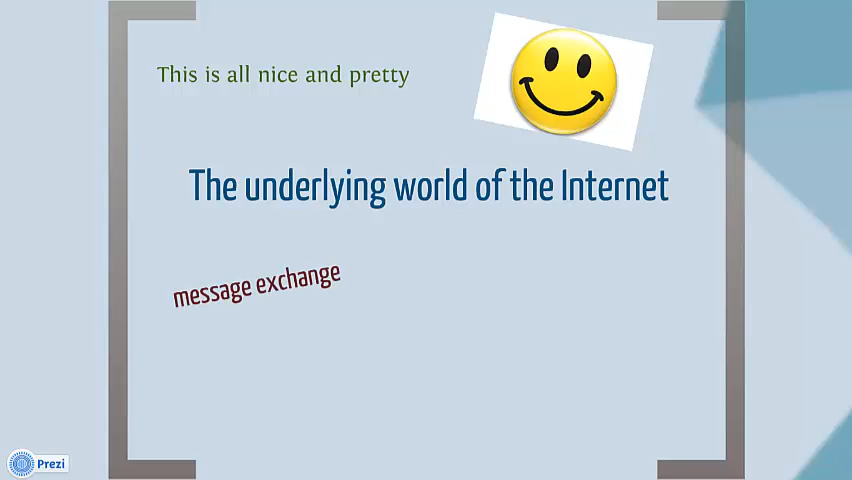 This is all nice and pretty
The underlying world of the Internet
message exchange
Prezi